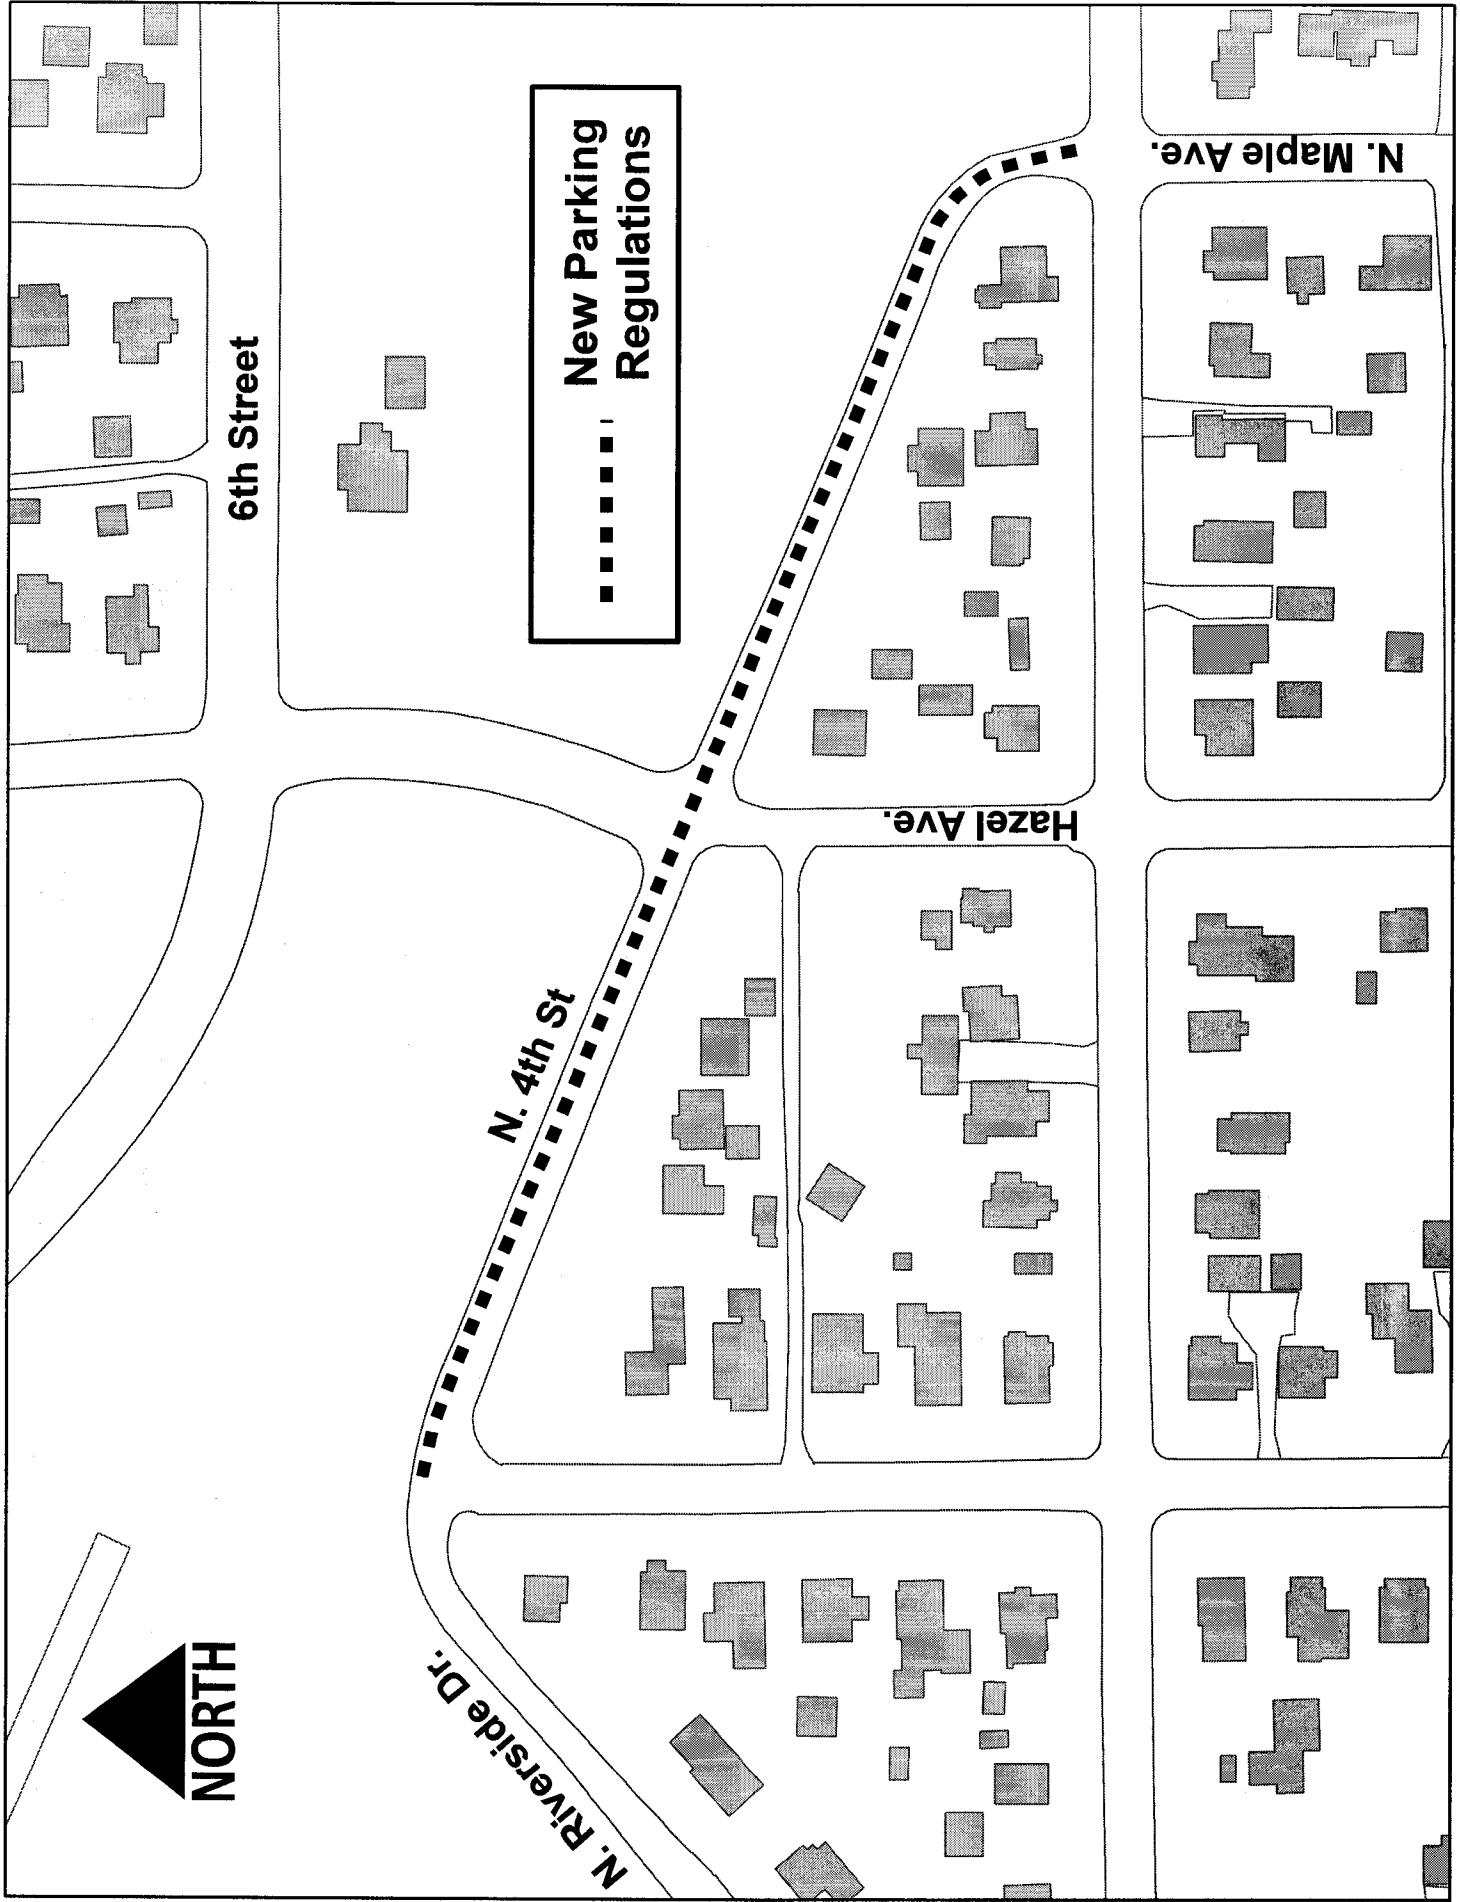 6th Street
New Parking
Regulations
N. Maple Ave.
Hazel Ave.
N. 4th St
N. Riverside Dr.
NORTH